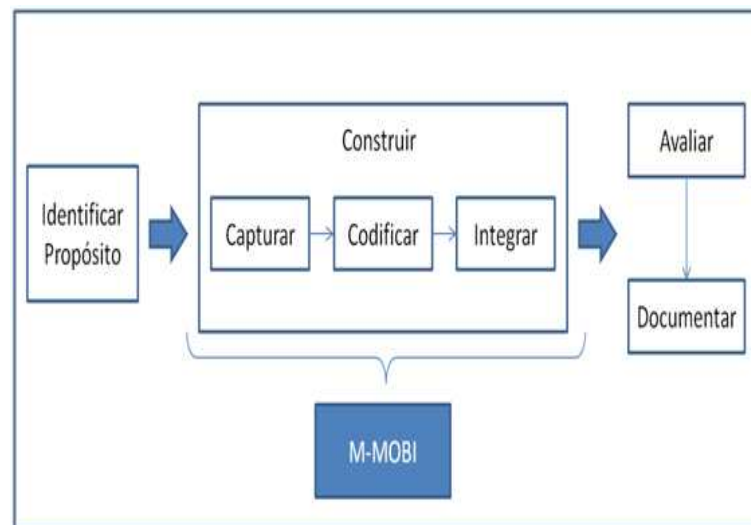 Identificar
Propósito
Construir
Capturar
Codificar
Integrar
Avaliar
Documentar
M-MOBI